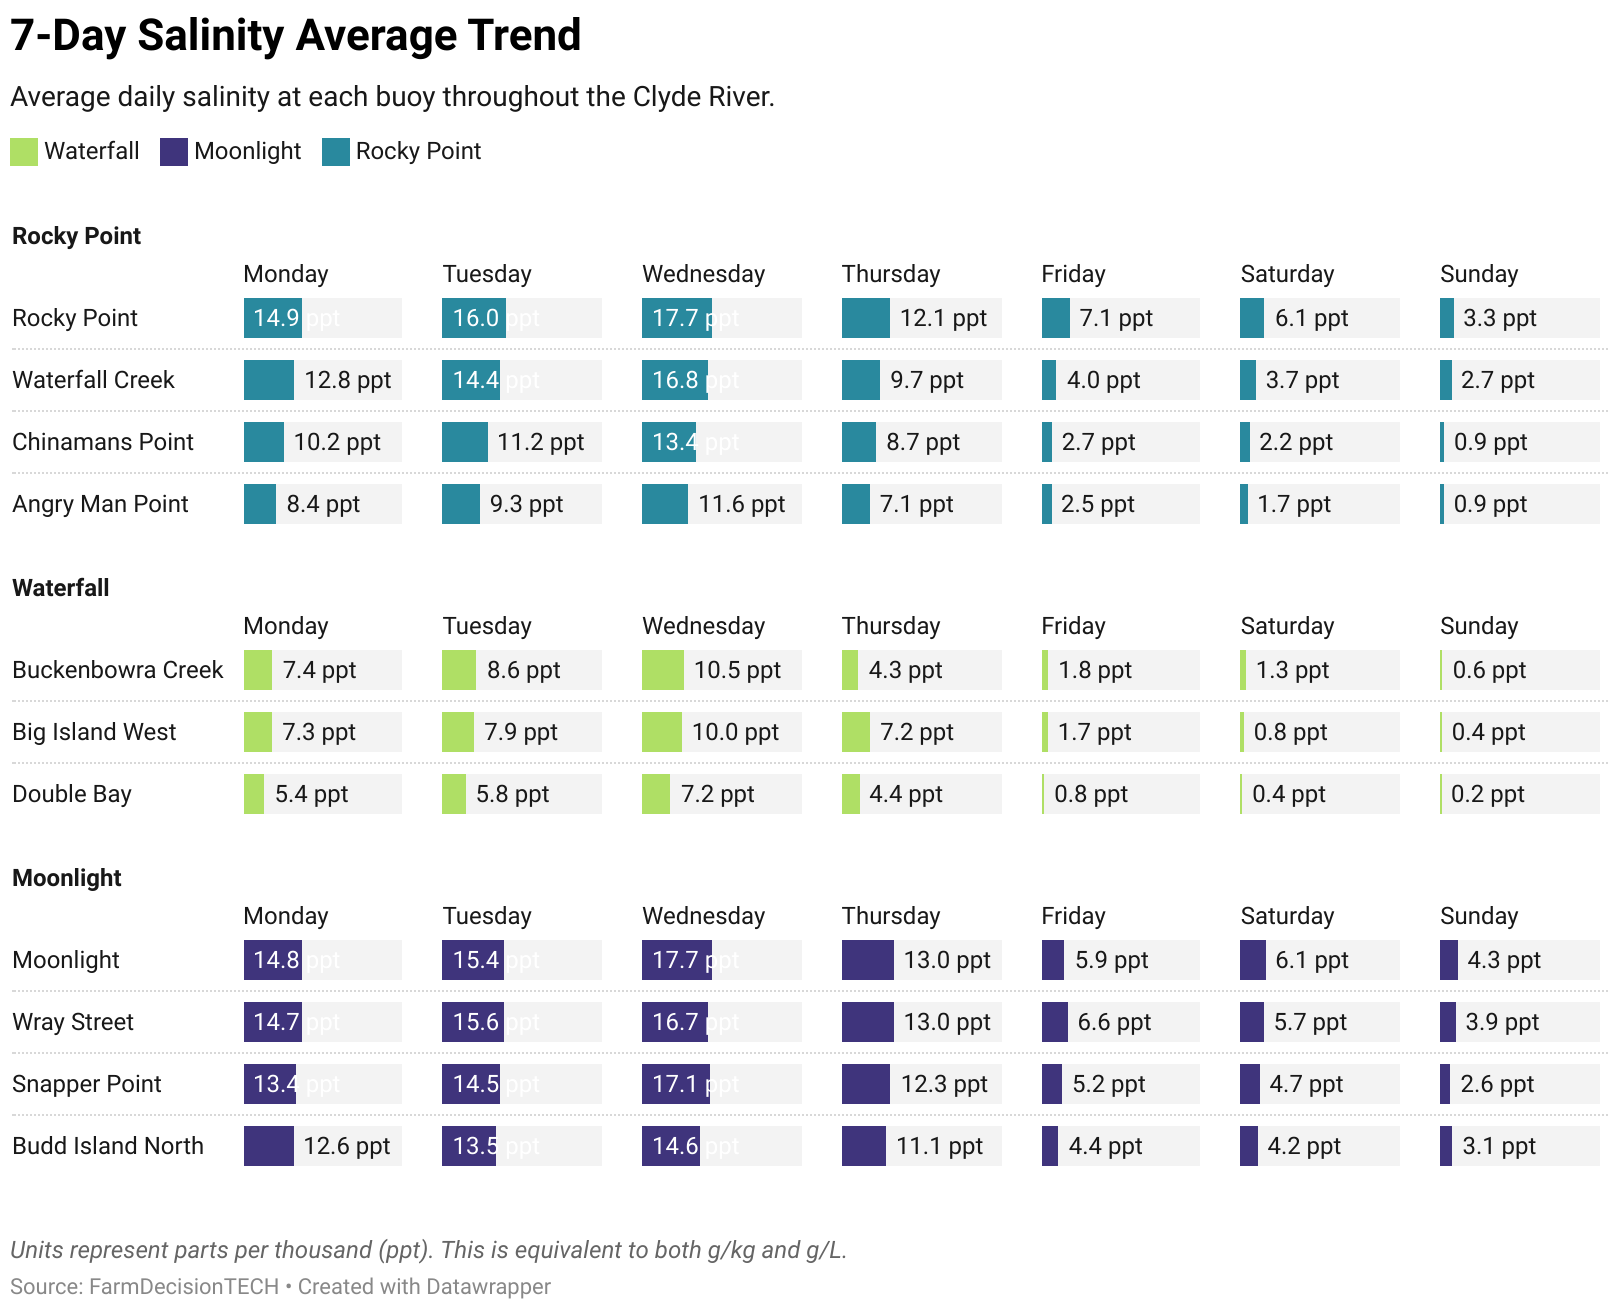 7-Day Salinity Average Trend
Average daily salinity at each buoy throughout the Clyde River.
Waterfall Moonlight Rocky Point
Rocky Point
Monday Tuesday Wednesday Thursday Friday Saturday Sunday
Rocky Point 14.9 ppt 16.0 ppt 17.7 ppt 12.1 ppt 7.1 ppt 6.1 ppt 3.3 ppt
Waterfall Creek 12.8 ppt 14.4 ppt 16.8 ppt 9.7 ppt 4.0 ppt 3.7 ppt 2.7 ppt
Chinamans Point 10.2 ppt 11.2 ppt 13.4 ppt 8.7 ppt 2.7 ppt 2.2 ppt 0.9 ppt
Angry Man Point 8.4 ppt 9.3 ppt 11.6 ppt 7.1 ppt 2.5 ppt 1.7 ppt 0.9 ppt
Waterfall
Monday Tuesday Wednesday Thursday Friday Saturday Sunday
Buckenbowra Creek 7.4 ppt 8.6 ppt 10.5 ppt 4.3 ppt 1.8 ppt 1.3 ppt 0.6 ppt
Big Island West 7.3 ppt 7.9 ppt 10.0 ppt 7.2 ppt 1.7 ppt 0.8 ppt 0.4 ppt
Double Bay 5.4 ppt 5.8 ppt 7.2 ppt 4.4 ppt 0.8 ppt 0.4 ppt 0.2 ppt
Moonlight
Monday Tuesday Wednesday Thursday Friday Saturday Sunday
Moonlight 14.8 ppt 15.4 ppt 17.7 ppt 13.0 ppt 5.9 ppt 6.1 ppt 4.3 ppt
Wray Street 14.7 ppt 15.6 ppt 16.7 ppt 13.0 ppt 6.6 ppt 5.7 ppt 3.9 ppt
Snapper Point 13.4 ppt 14.5 ppt 17.1 ppt 12.3 ppt 5.2 ppt 4.7 ppt 2.6 ppt
Budd Island North 12.6 ppt 13.5 ppt 14.6 ppt 11.1 ppt 4.4 ppt 4.2 ppt 3.1 ppt
Units represent parts per thousand (ppt). This is equivalent to both g/kg and g/L.
Source: FarmDecisionTECH • Created with Datawrapper